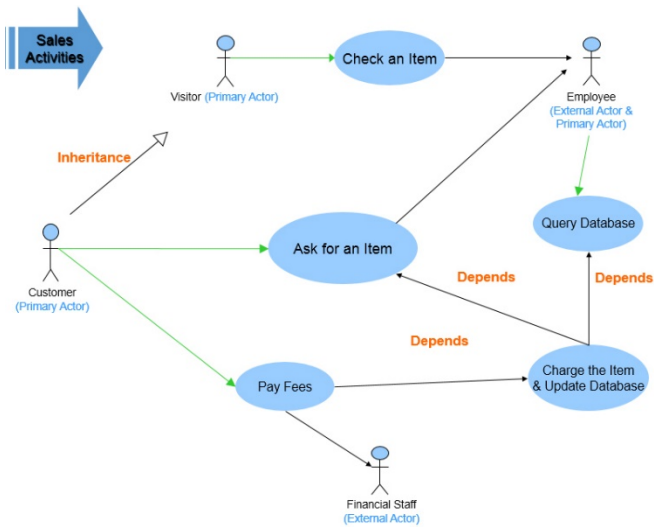 Sales
Activities
Check an Item
Visitor (Primary Actor)
Employee
(External Actor &
Primary Actor)
Inheritance
Query Database
Ask for an Item
Customer
(Primary Actor)
Depends
Depends
Depends
Charge the Item
& Update Database
Pay Fees
Financial Staff
(External Actor)